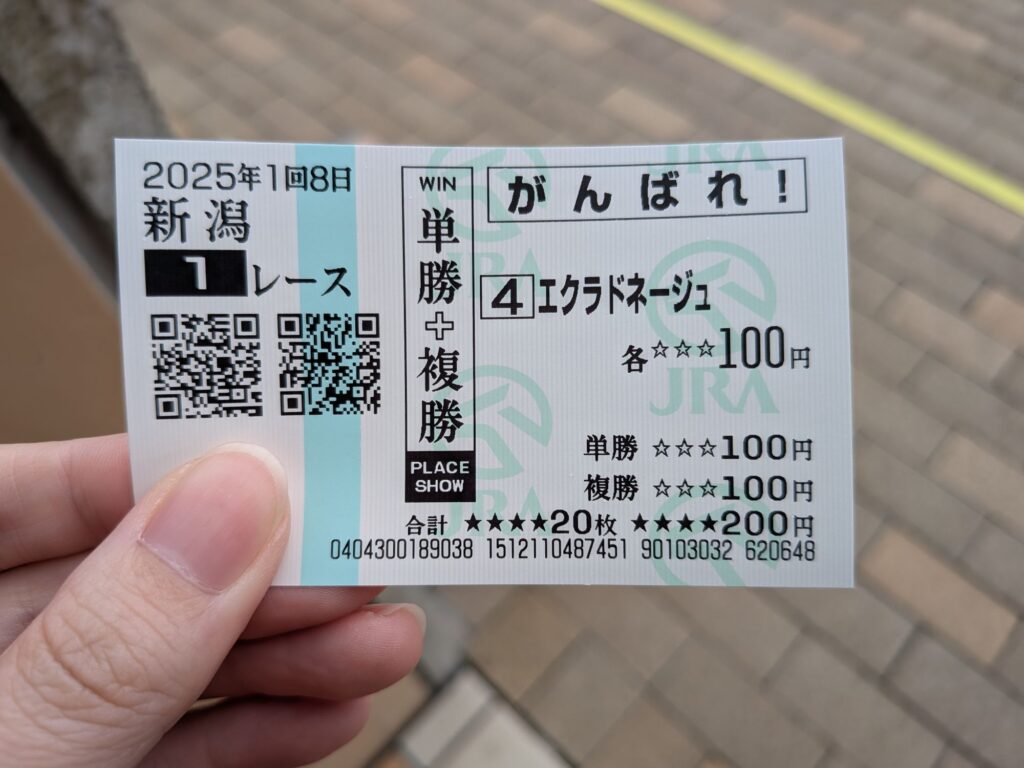 2025年1回8日
新潟
1レース
WIN
単勝+複勝
PLACE
SHOW
がんばれ!
4 エクラドネージュ
各☆☆☆100円
単勝 ☆☆☆100円
複勝 ☆☆☆100円
合計 ★★★★20枚 ★★★★200円
0404300189038 1512110487451 90103032 620648
JRA
JRA
JRA
JRA